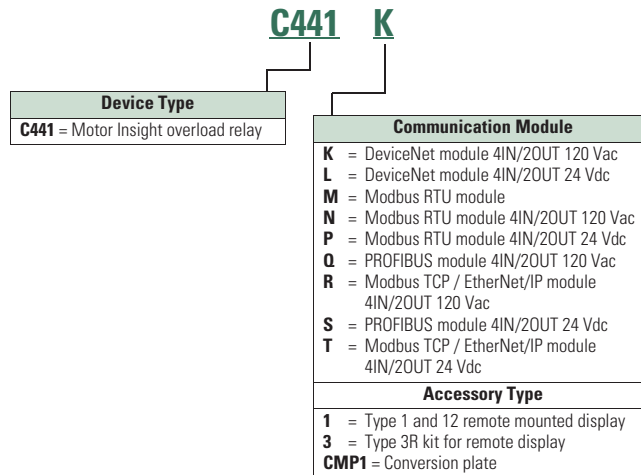 C441 K
Device Type
C441 = Motor Insight overload relay
Communication Module
K = DeviceNet module 4IN/2OUT 120 Vac
L = DeviceNet module 4IN/2OUT 24 Vdc
M = Modbus RTU module
N = Modbus RTU module 4IN/2OUT 120 Vac
P = Modbus RTU module 4IN/2OUT 24 Vdc
Q = PROFIBUS module 4IN/2OUT 120 Vac
R = Modbus TCP / EtherNet/IP module
4IN/2OUT 120 Vac
S = PROFIBUS module 4IN/2OUT 24 Vdc
T = Modbus TCP / EtherNet/IP module
4IN/2OUT 24 Vdc
Accessory Type
1 = Type 1 and 12 remote mounted display
3 = Type 3R kit for remote display
CMP1 = Conversion plate